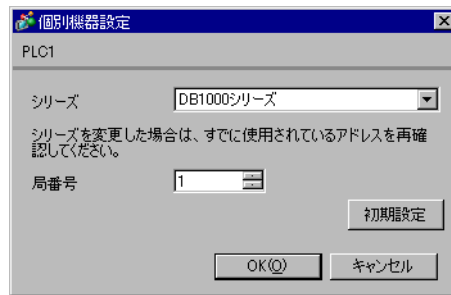 個別機器設定
PLC1
シリーズ DB1000シリーズ
シリーズを変更した場合は、すでに使用されているアドレスを再確
認してください。
局番号 1
初期設定
OK(O) キャンセル